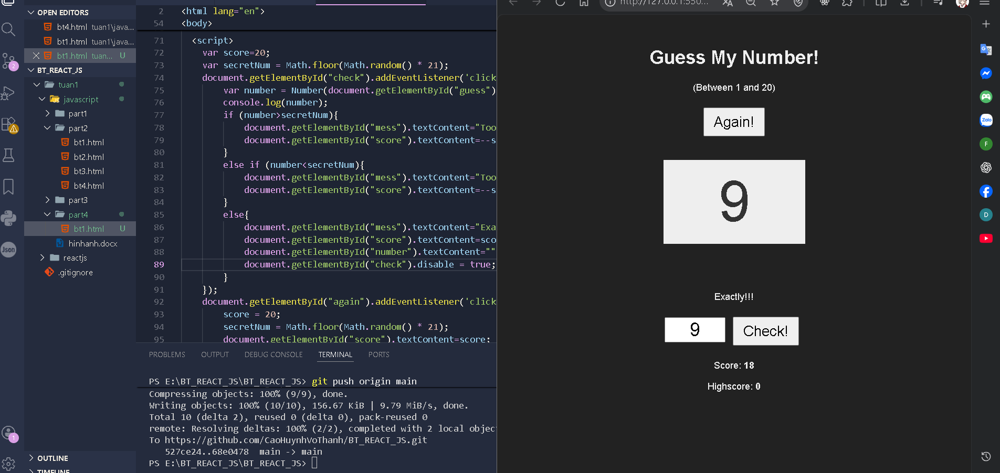 OPEN EDITORS
bt4.html tuan1\java...
bt1.html tuan1\java...
bt1.html tuan... U
BT_REACT_JS
tuan1
javascript
part1
part2
bt1.html
bt2.html
bt3.html
bt4.html
part3
part4
bt1.html U
hinhanh.docx
reactjs
.gitignore
OUTLINE
TIMELINE
2
Json
1
2 <html lang="en">
54 <body>
71 <script>
72 var score=20;
73 var secretNum = Math.floor(Math.random() * 21);
74 document.getElementById("check").addEventListener('click
75 var number = Number(document.getElementById("guess")
76 console.log(number);
77 if (number>secretNum){
78 document.getElementById("mess").textContent="Too
79 document.getElementById("score").textContent=--s
80 }
81 else if (number<secretNum){
82 document.getElementById("mess").textContent="Too
83 document.getElementById("score").textContent=--s
84 }
85 else{
86 document.getElementById("mess").textContent="Exa
87 document.getElementById("score").textContent=sco
88 document.getElementById("number").textContent=""
89 document.getElementById("check").disable = true;
90 }
91 });
92 document.getElementById("again").addEventListener('click
93 score = 20;
94 secretNum = Math.floor(Math.random() * 21);
95 document.getElementById("score").textContent=score;
PROBLEMS OUTPUT DEBUG CONSOLE TERMINAL PORTS
PS E:\BT_REACT_JS\BT_REACT_JS> git push origin main
Compressing objects: 100% (9/9), done.
Writing objects: 100% (10/10), 156.67 KiB | 9.79 MiB/s, done.
Total 10 (delta 2), reused 0 (delta 0), pack-reused 0
remote: Resolving deltas: 100% (2/2), completed with 2 local objec
To https://github.com/CaoHuynhVoThanh/BT_REACT_JS.git
527ce24..68e0478 main -> main
PS E:\BT_REACT_JS\BT_REACT_JS>
http://127.0.0.1:550...
Guess My Number!
(Between 1 and 20)
Again!
9
Exactly!!!
9 Check!
Score: 18
Highscore: 0
Zalo
F
D